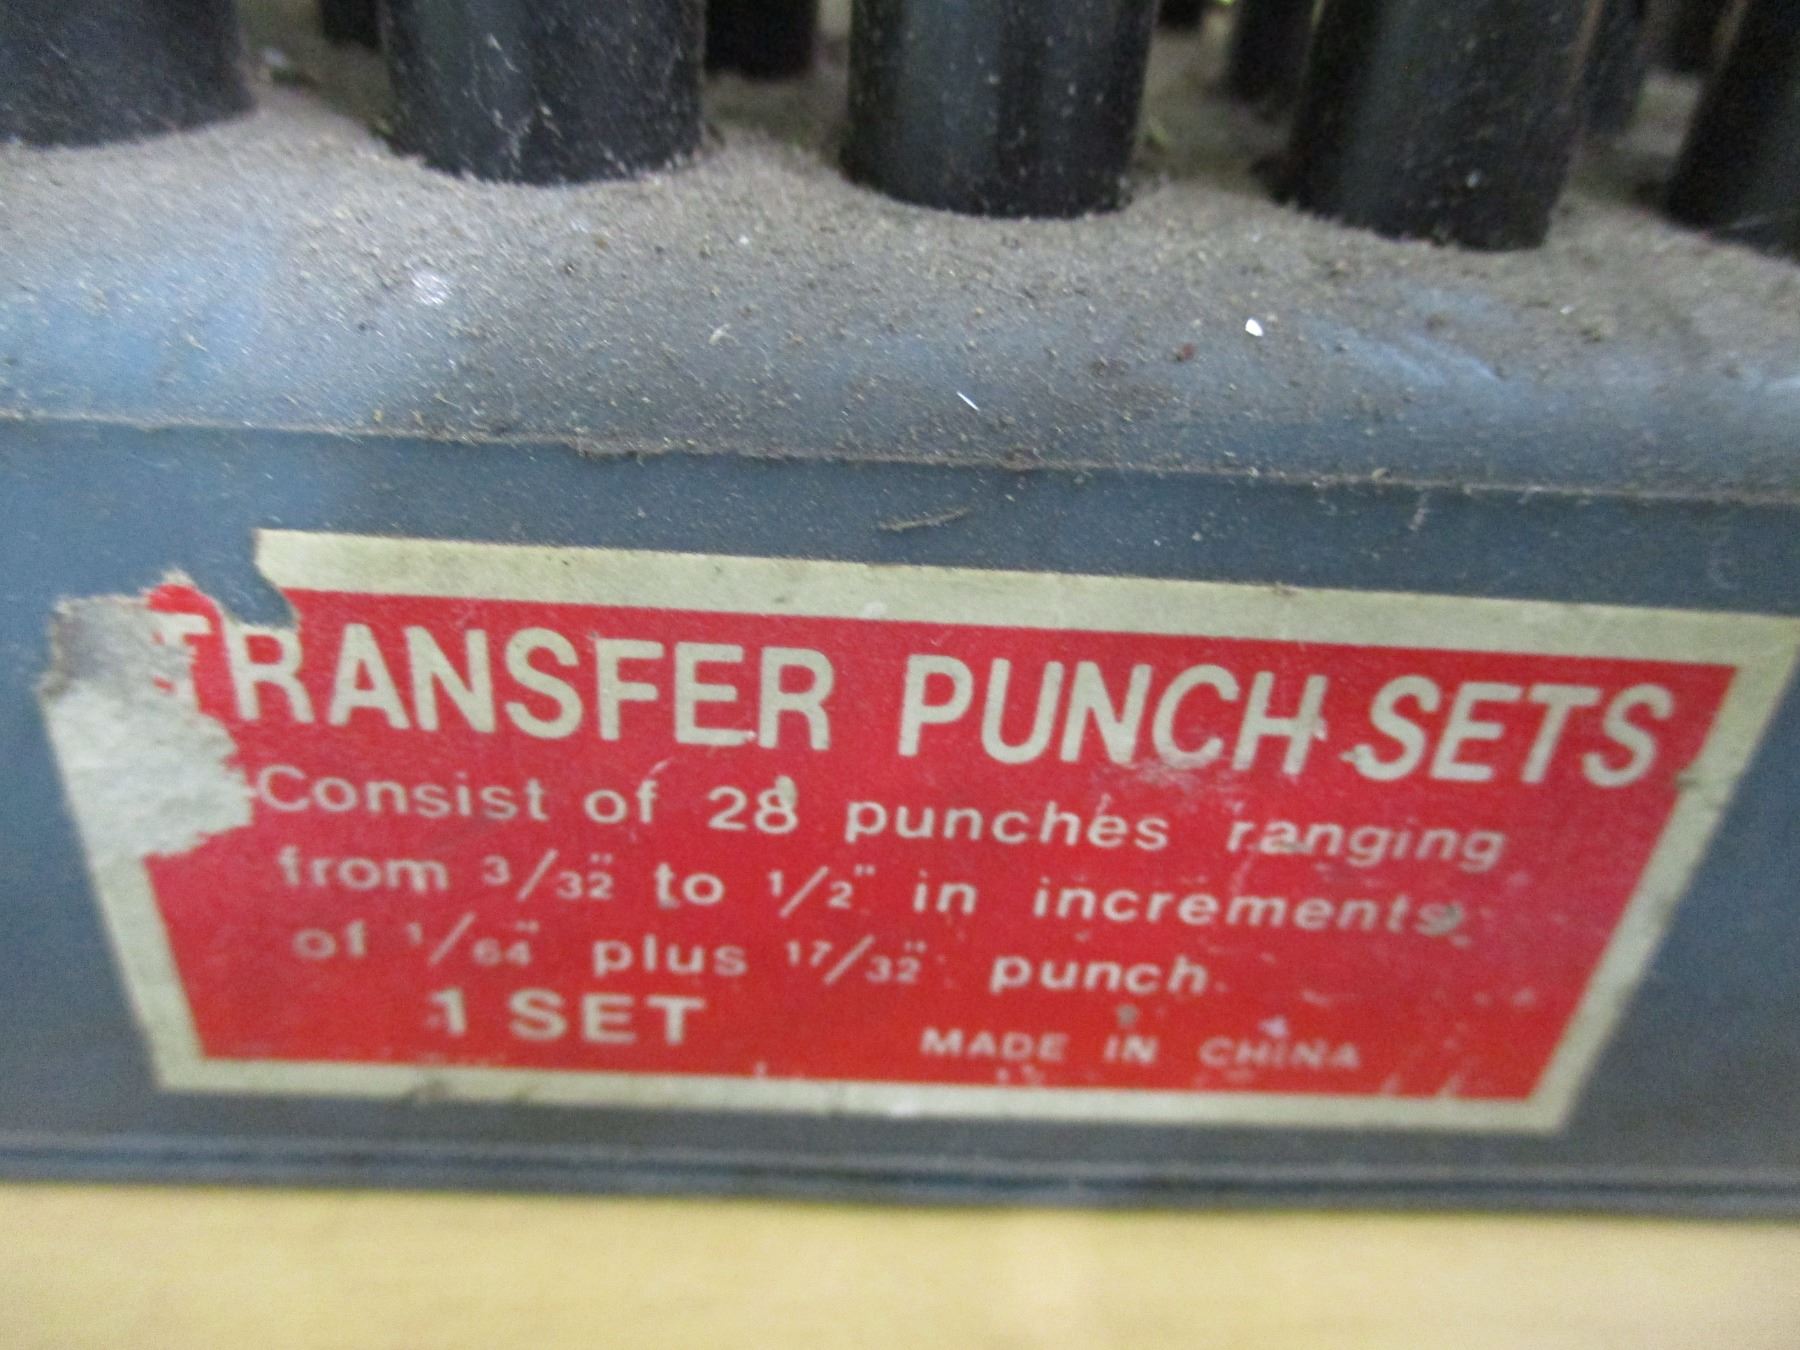 TRANSFER PUNCH SETS
Consist of 28 punches ranging
from 3/32" to 1/2" in increments
of 1/64" plus 17/32" punch.
1 SET
MADE IN CHINA